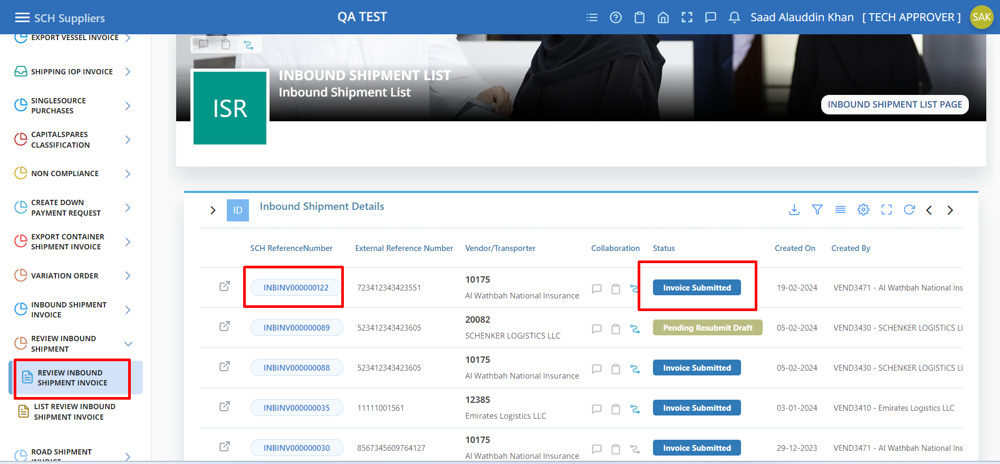 SCH Suppliers
QA TEST
Saad Alauddin Khan [ TECH APPROVER ]
SAK
EXPORT VESSEL INVOICE
SHIPPING IOP INVOICE
SINGLESOURCE
PURCHASES
CAPITALSPARES
CLASSIFICATION
NON COMPLIANCE
CREATE DOWN
PAYMENT REQUEST
EXPORT CONTAINER
SHIPMENT INVOICE
VARIATION ORDER
INBOUND SHIPMENT
INVOICE
REVIEW INBOUND
SHIPMENT
REVIEW INBOUND
SHIPMENT INVOICE
LIST REVIEW INBOUND
SHIPMENT INVOICE
ROAD SHIPMENT
INVOICE
ISR
INBOUND SHIPMENT LIST
Inbound Shipment List
INBOUND SHIPMENT LIST PAGE
ID
Inbound Shipment Details
SCH ReferenceNumber External Reference Number Vendor/Transporter Collaboration Status Created On Created By
INBINV000000122 723412343423551 10175 Al Wathbah National Insurance Invoice Submitted 19-02-2024 VEND3471 - Al Wathbah National Ins
INBINV000000089 523412343423605 20082 SCHENKER LOGISTICS LLC Pending Resubmit Draft 05-02-2024 VEND3430 - SCHENKER LOGISTICS LL
INBINV000000088 523412343423605 10175 Al Wathbah National Insurance Invoice Submitted 05-02-2024 VEND3430 - SCHENKER LOGISTICS LL
INBINV000000035 11111001561 12385 Emirates Logistics LLC Invoice Submitted 03-01-2024 VEND3410 - Emirates Logistics LLC
INBINV000000030 8567345609764127 10175 Al Wathbah National Insurance Invoice Submitted 29-12-2023 VEND3471 - Al Wathbah National Ins